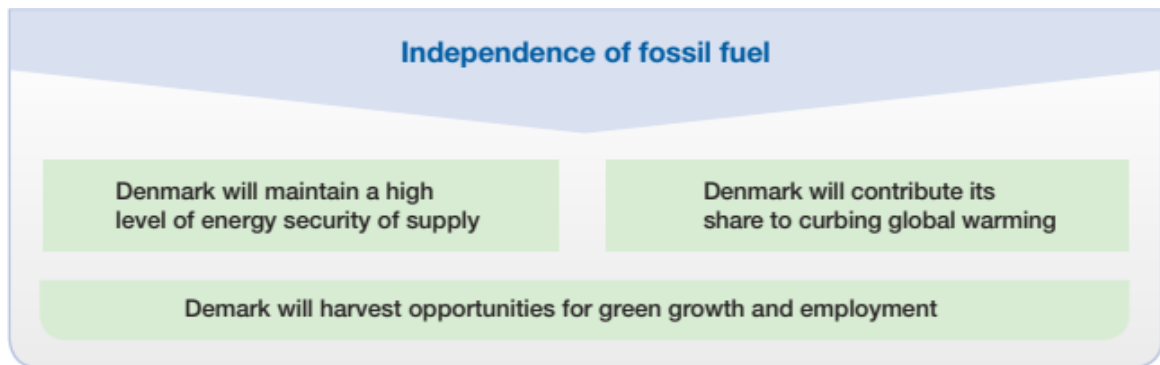 Independence of fossil fuel
Denmark will maintain a high
level of energy security of supply
Denmark will contribute its
share to curbing global warming
Demark will harvest opportunities for green growth and employment